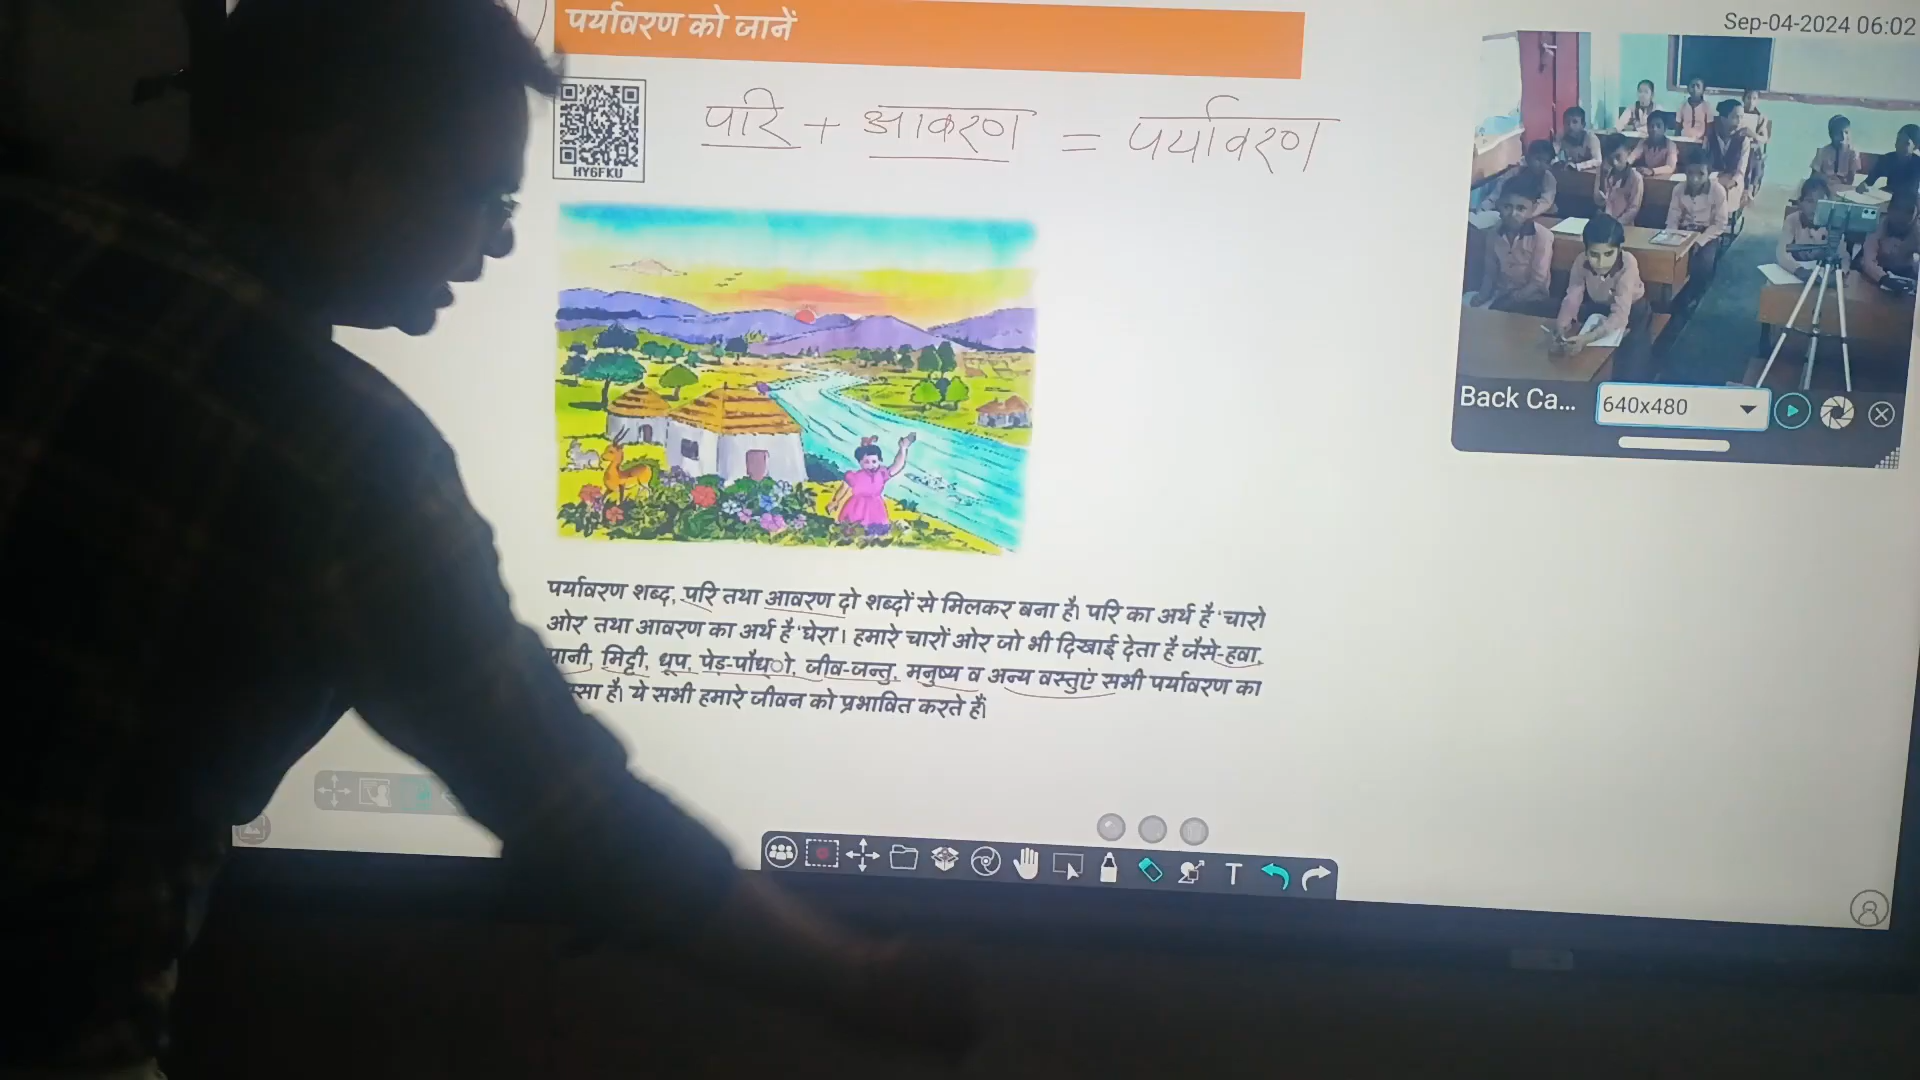 पर्यावरण को जानें
Sep-04-2024 06:02
HY6FKU
परि + आवरण = पर्यावरण
Back Ca...
640x480
पर्यावरण शब्द, परि तथा आवरण दो शब्दों से मिलकर बना है। परि का अर्थ है 'चारो
ओर' तथा आवरण का अर्थ है 'घेरा'। हमारे चारों ओर जो भी दिखाई देता है जैसे-हवा,
पानी, मिट्टी, धूप, पेड़-पौध्ो, जीव-जन्तु, मनुष्य व अन्य वस्तुएं सभी पर्यावरण का
स्सा है। ये सभी हमारे जीवन को प्रभावित करते हैं।
T